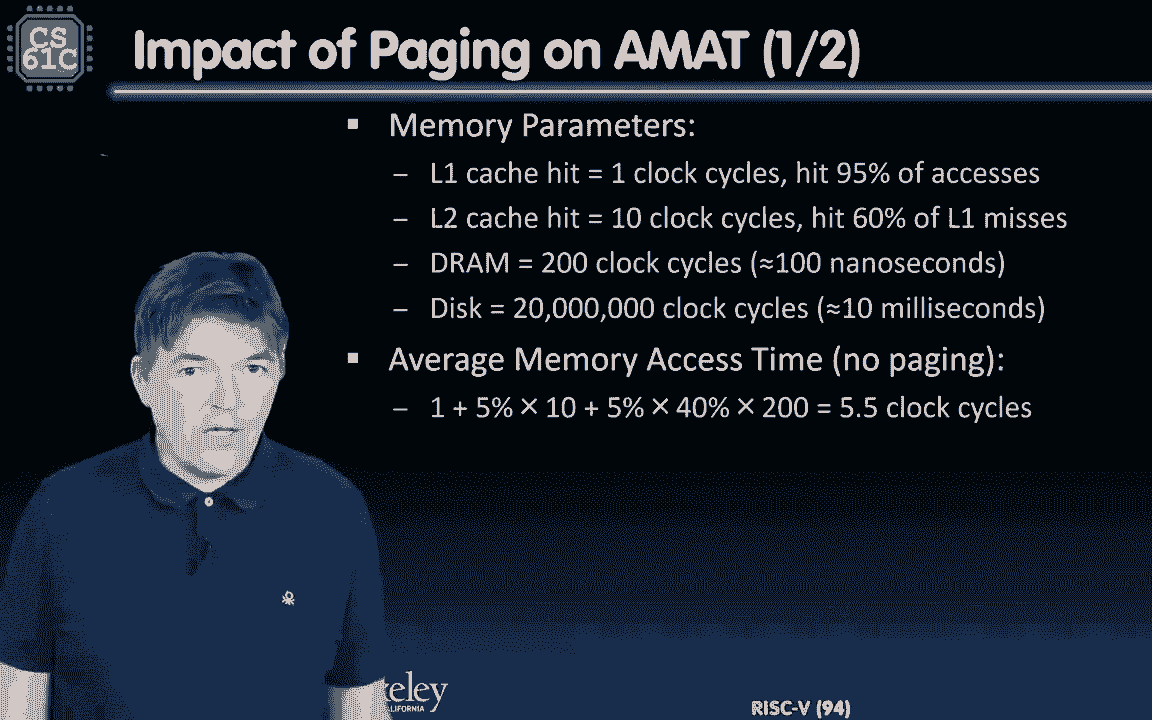 CS
61C
Impact of Paging on AMAT (1/2)
▪ Memory Parameters:
– L1 cache hit = 1 clock cycles, hit 95% of accesses
– L2 cache hit = 10 clock cycles, hit 60% of L1 misses
– DRAM = 200 clock cycles (≈100 nanoseconds)
– Disk = 20,000,000 clock cycles (≈10 milliseconds)
▪ Average Memory Access Time (no paging):
– 1 + 5% × 10 + 5% × 40% × 200 = 5.5 clock cycles
keley
LIFORNIA
RISC-V (94)